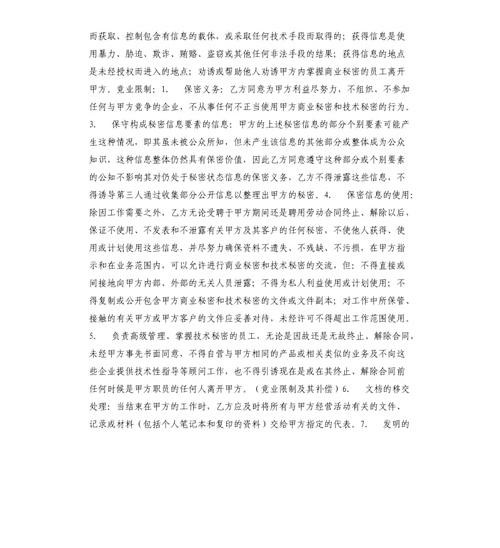 而获取、控制包含有信息的载体，或采取任何技术手段而取得的；获得信息是使
用暴力、胁迫、欺诈、贿赂、盗窃或其他任何非法手段的结果；获得信息的地点
是未经授权而进入的地点；劝诱或帮助他人劝诱甲方内掌握商业秘密的员工离开
甲方．竞业限制；1． 保密义务：乙方同意为甲方利益尽努力，不组织、不参加
任何与甲方竞争的企业，不从事任何不正当使用甲方商业秘密和技术秘密的行为。
3． 保守构成秘密信息要素的信息：甲方的上述秘密信息的部分个别要素可能产
生这种情况，即其虽未被公众所知，但未产生该信息的其他部分或整体成为公众
知识，这种信息整体仍然具有保密价值，因此乙方同意遵守这种部分或个别要素
的公知不影响其对仍处于秘密状态信息的保密义务，乙方不得泄露这些信息，不
得诱导第三人通过收集部分公开信息以整理出甲方的秘密．4． 保密信息的使用：
除因工作需要之外，乙方无论受聘于甲方期间还是聘用劳动合同终止、解除以后，
保证不使用、不发表和不泄露有关甲方及其客户的任何秘密，不使他人获得、使
用或计划使用这些信息，并尽努力确保资料不遗失、不残缺、不污损，在甲方指
示和在业务范围内，可以允许进行商业秘密和技术秘密的交流，但：不得直接或
间接地向甲方内部、外部的无关人员泄露；不得为私人利益使用或计划使用；不
得复制或公开包含甲方商业秘密和技术秘密的文件或文件副本；对工作中所保管、
接触的有关甲方或甲方客户的文件应妥善对待，未经许可不得超出工作范围使用．
5． 负责高级管理、掌握技术秘密的员工，无论是因故还是无故终止、解除合同，
未经甲方事先书面同意，不得自营与甲方相同的产品或相关类似的业务及不向这
些企业提供技术性指导等顾问工作，也不得引诱现在是或在其终止、解除合同前
任何时候是甲方职员的任何人离开甲方．（竞业限制及其补偿）6． 文档的移交
处理：当结束在甲方的工作时，乙方应及时将所有与甲方经营活动有关的文件、
记录或材料（包括个人笔记本和复印的资料）交给甲方指定的代表．7． 发明的